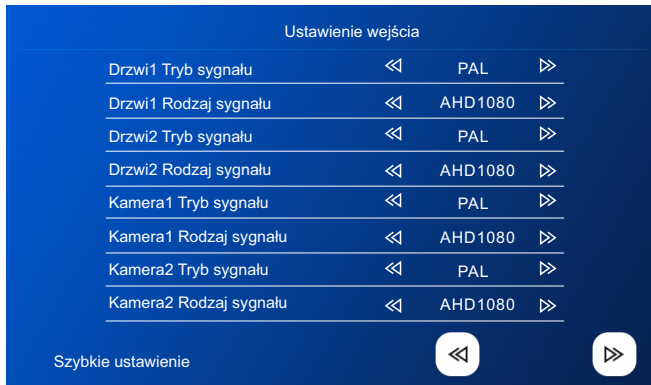 Ustawienie wejścia
Drzwi1 Tryb sygnału PAL
Drzwi1 Rodzaj sygnału AHD1080
Drzwi2 Tryb sygnału PAL
Drzwi2 Rodzaj sygnału AHD1080
Kamera1 Tryb sygnału PAL
Kamera1 Rodzaj sygnału AHD1080
Kamera2 Tryb sygnału PAL
Kamera2 Rodzaj sygnału AHD1080
Szybkie ustawienie